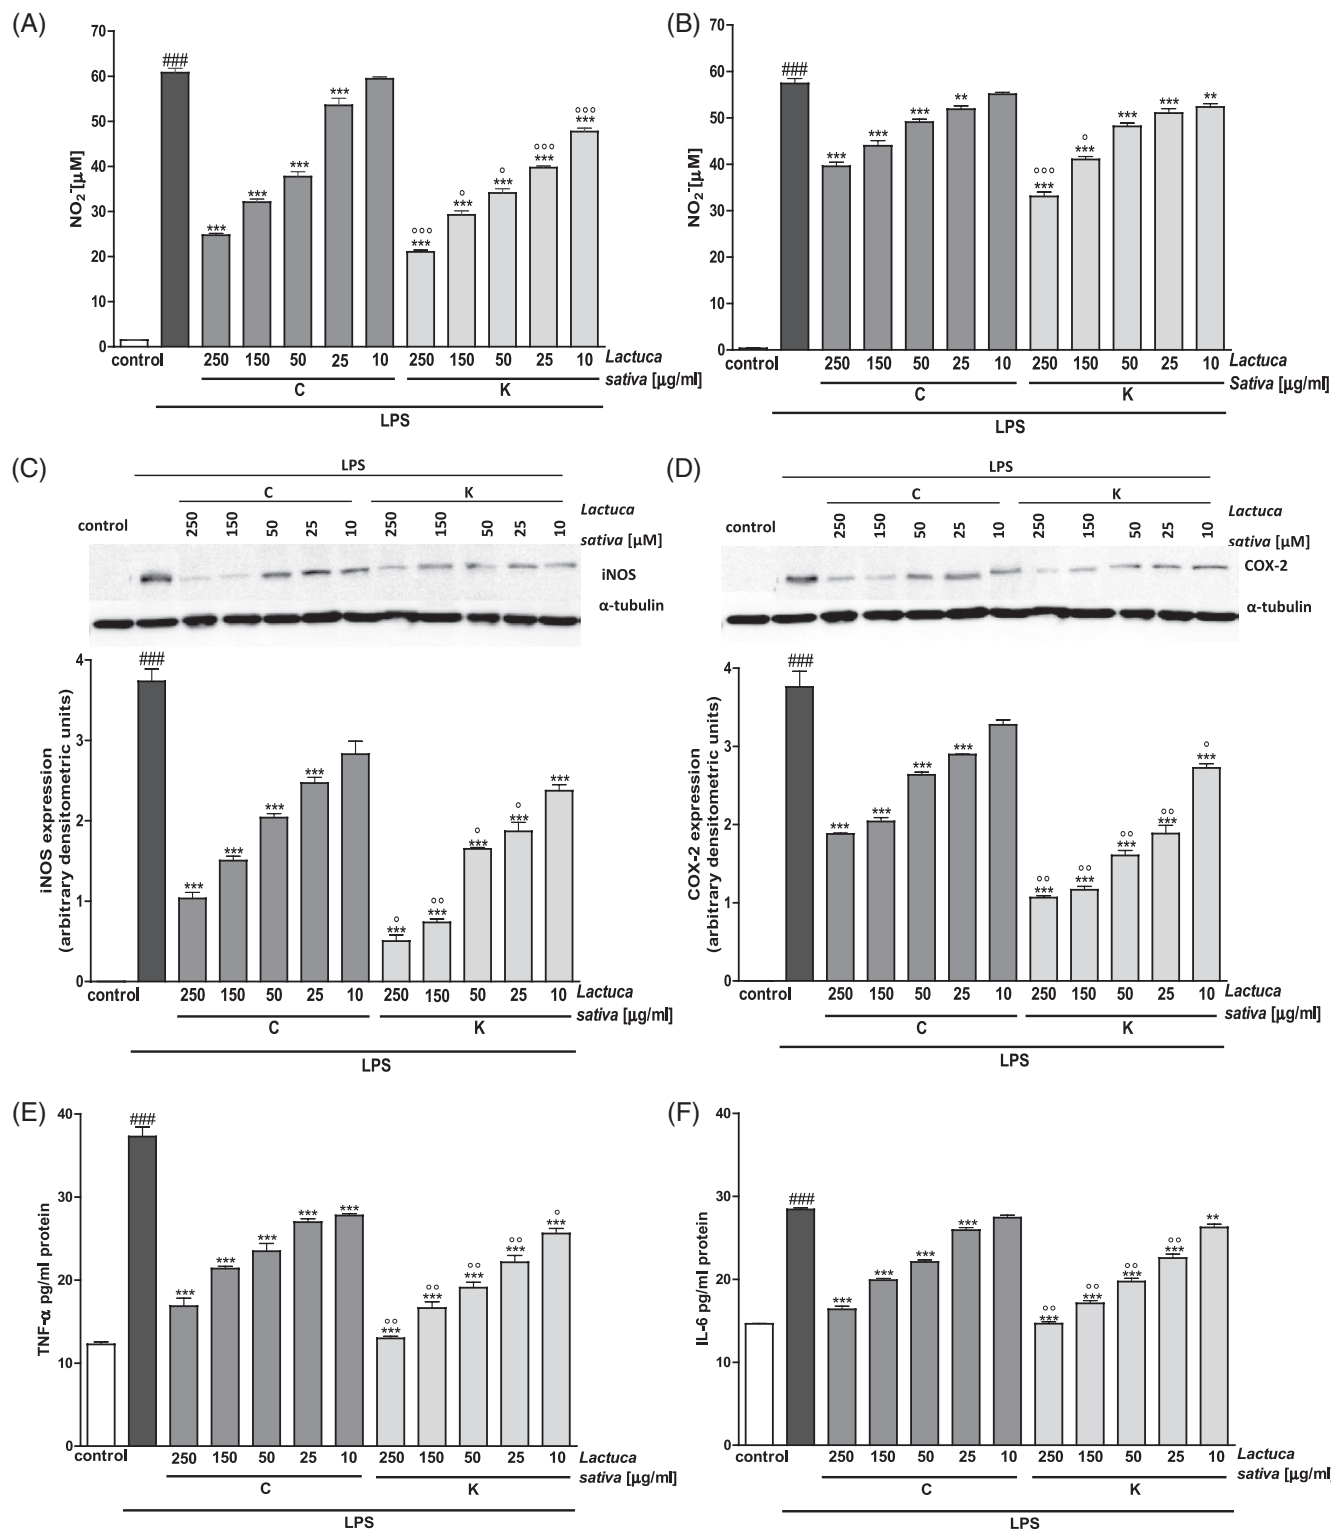 (A)
NO2-[μM]
70
60
50
40
30
20
10
0
###
*** *** *** ***
°°° ° ° °°° °°°
*** *** *** *** ***
control 250 150 50 25 10 250 150 50 25 10 Lactuca
sativa [μg/ml]
C K
LPS
(B)
NO2-[μM]
70
60
50
40
30
20
10
0
###
*** *** *** **
°°° °
*** *** *** *** **
control 250 150 50 25 10 250 150 50 25 10 Lactuca
Sativa [μg/ml]
C K
LPS
(C)
LPS
C K
control 250 150 50 25 10 250 150 50 25 10 Lactuca
sativa [μM]
iNOS
α-tubulin
iNOS expression
(arbitrary densitometric units)
4
3
2
1
0
###
*** *** *** ***
° °° ° °
*** *** *** *** ***
control 250 150 50 25 10 250 150 50 25 10 Lactuca
sativa [μg/ml]
C K
LPS
(D)
LPS
C K
control 250 150 50 25 10 250 150 50 25 10 Lactuca
sativa [μM]
COX-2
α-tubulin
COX-2 expression
(arbitrary densitometric units)
4
3
2
1
0
###
*** *** *** ***
°° °° °° °° °
*** *** *** *** ***
control 250 150 50 25 10 250 150 50 25 10 Lactuca
sativa [μg/ml]
C K
LPS
(E)
TNF-α pg/ml protein
40
30
20
10
0
###
*** *** *** *** ***
°° °° °° °° °
*** *** *** *** ***
control 250 150 50 25 10 250 150 50 25 10 Lactuca
sativa [μg/ml]
C K
LPS
(F)
IL-6 pg/ml protein
40
30
20
10
0
###
*** *** *** ***
°° °° °° °°
*** *** *** *** **
control 250 150 50 25 10 250 150 50 25 10 Lactuca
sativa [μg/ml]
C K
LPS